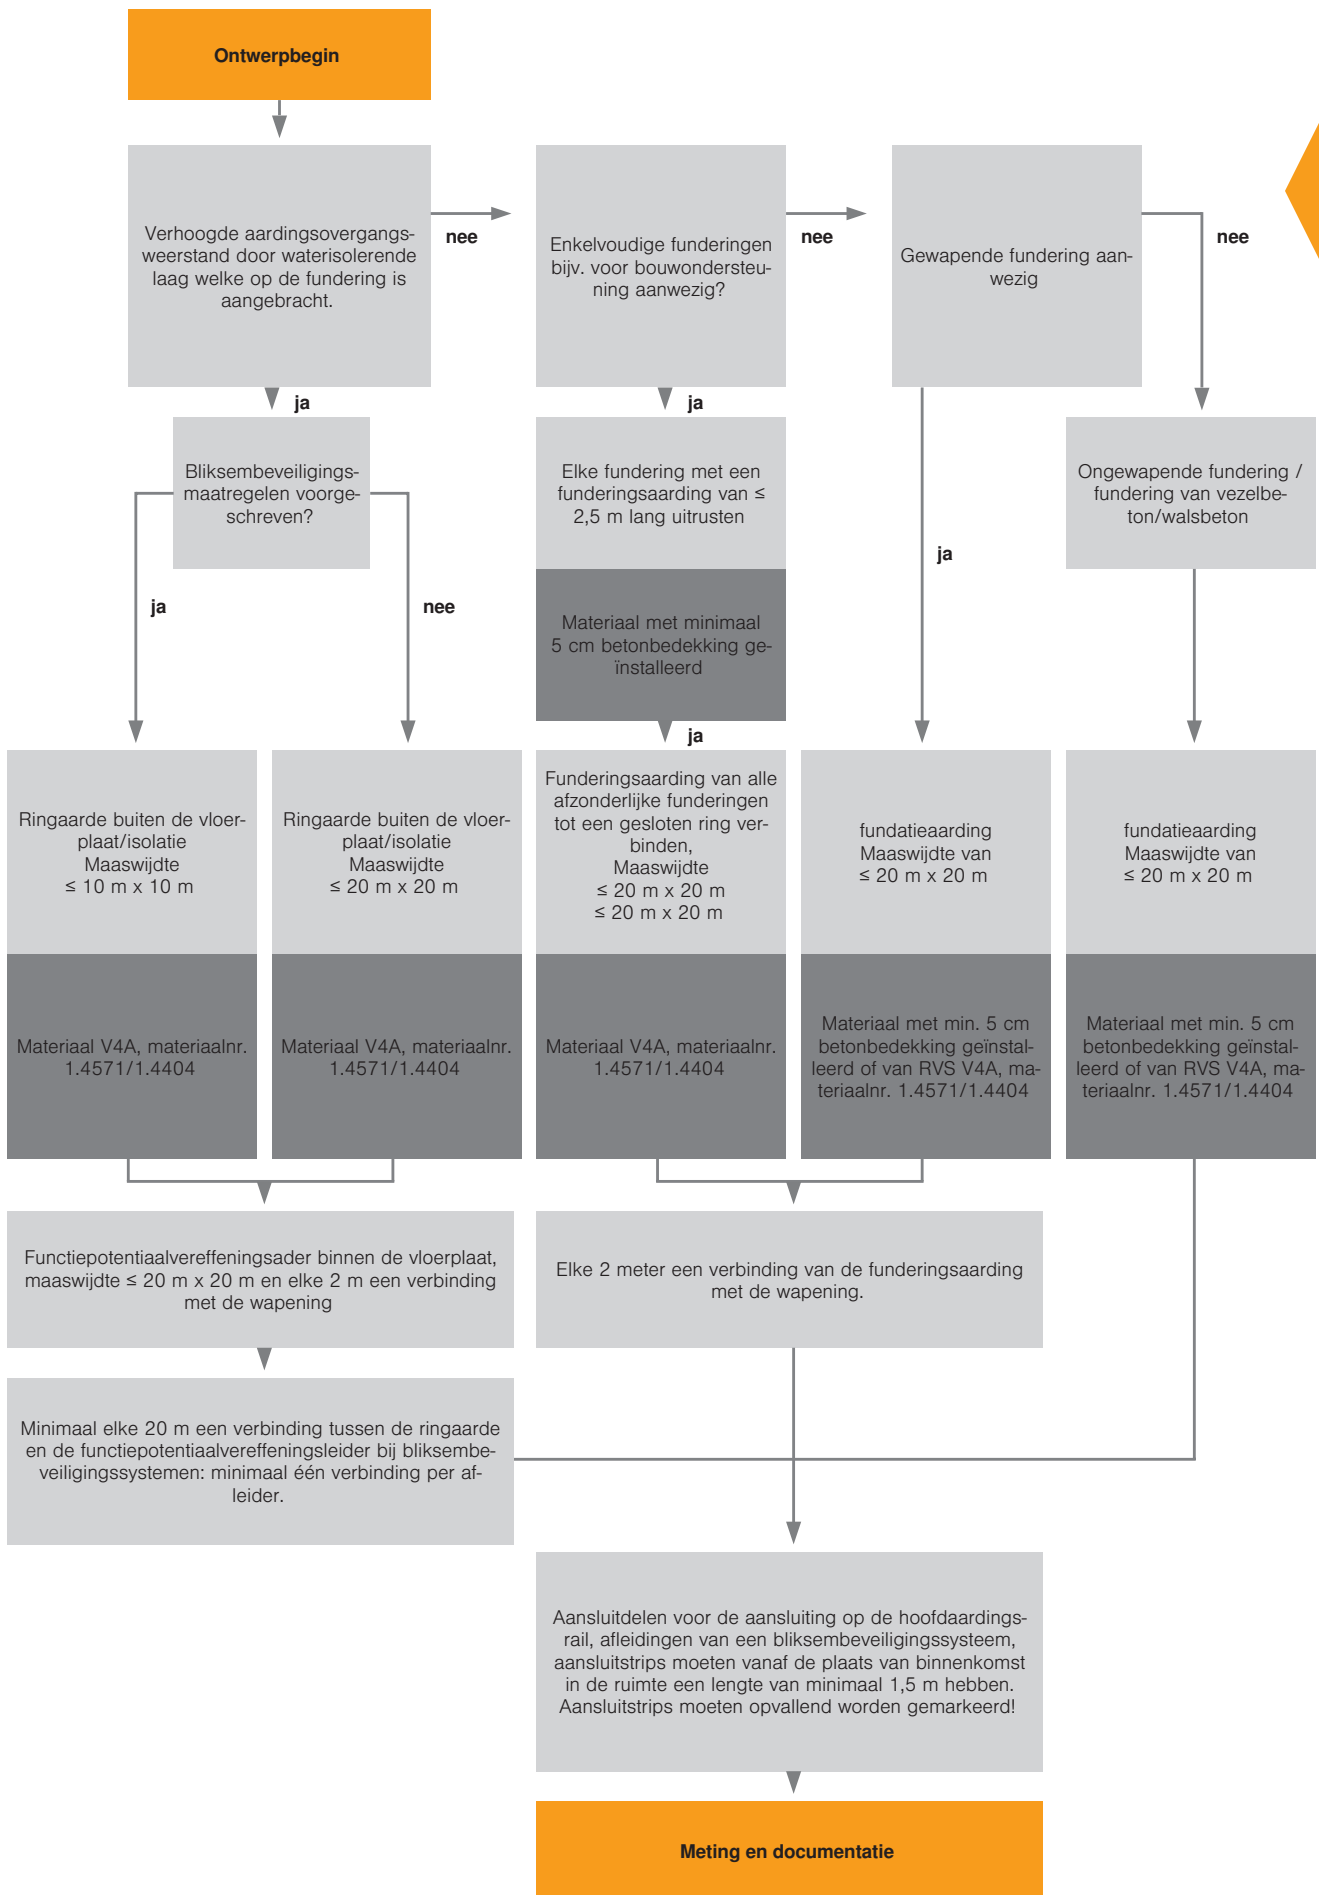 Ontwerpbegin
Verhoogde aardingsovergangs-
weerstand door waterisolerende
laag welke op de fundering is
aangebracht.
nee
Enkelvoudige funderingen
bijv. voor bouwondersteu-
ning aanwezig?
nee
Gewapende fundering aan-
wezig
nee
ja
ja
Bliksembeveiligings-
maatregelen voorge-
schreven?
Elke fundering met een
funderingsaarding van ≤
2,5 m lang uitrusten
Ongewapende fundering /
fundering van vezelbe-
ton/walsbeton
ja
nee
ja
Materiaal met minimaal
5 cm betonbedekking ge-
ïnstalleerd
ja
Ringaarde buiten de vloer-
plaat/isolatie
Maaswijdte
≤ 10 m x 10 m
Ringaarde buiten de vloer-
plaat/isolatie
Maaswijdte
≤ 20 m x 20 m
Funderingsaarding van alle
afzonderlijke funderingen
tot een gesloten ring ver-
binden,
Maaswijdte
≤ 20 m x 20 m
≤ 20 m x 20 m
fundatieaarding
Maaswijdte van
≤ 20 m x 20 m
fundatieaarding
Maaswijdte van
≤ 20 m x 20 m
Materiaal V4A, materiaalnr.
1.4571/1.4404
Materiaal V4A, materiaalnr.
1.4571/1.4404
Materiaal V4A, materiaalnr.
1.4571/1.4404
Materiaal met min. 5 cm
betonbedekking geïnstal-
leerd of van RVS V4A, ma-
teriaalnr. 1.4571/1.4404
Materiaal met min. 5 cm
betonbedekking geïnstal-
leerd of van RVS V4A, ma-
teriaalnr. 1.4571/1.4404
Functiepotentiaalvereffeningsader binnen de vloerplaat,
maaswijdte ≤ 20 m x 20 m en elke 2 m een verbinding
met de wapening
Elke 2 meter een verbinding van de funderingsaarding
met de wapening.
Minimaal elke 20 m een verbinding tussen de ringaarde
en de functiepotentiaalvereffeningsleider bij bliksembe-
veiligingssystemen: minimaal één verbinding per af-
leider.
Aansluitdelen voor de aansluiting op de hoofdaardings-
rail, afleidingen van een bliksembeveiligingssysteem,
aansluitstrips moeten vanaf de plaats van binnenkomst
in de ruimte een lengte van minimaal 1,5 m hebben.
Aansluitstrips moeten opvallend worden gemarkeerd!
Meting en documentatie